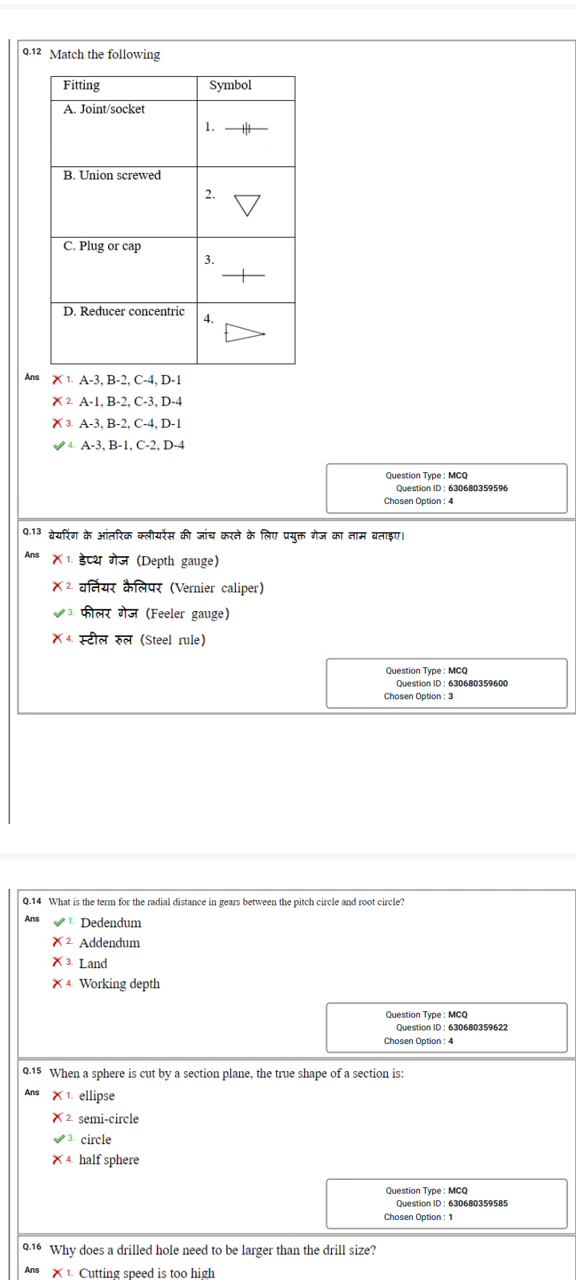 Q.12 Match the following
Fitting Symbol
A. Joint/socket
1.
B. Union screwed
2.
C. Plug or cap
3.
D. Reducer concentric
4.
Ans 1. A-3, B-2, C-4, D-1
2. A-1, B-2, C-3, D-4
3. A-3, B-2, C-4, D-1
4. A-3, B-1, C-2, D-4
Question Type : MCQ
Question ID : 630680359596
Chosen Option : 4
Q.13 बेयरिंग के आंतरिक क्लीयरेंस की जांच करने के लिए प्रयुक्त गेज का नाम बताइए।
Ans 1. डेप्थ गेज (Depth gauge)
2. वर्नियर कैलिपर (Vernier caliper)
3. फीलर गेज (Feeler gauge)
4. स्टील रुल (Steel rule)
Question Type : MCQ
Question ID : 630680359600
Chosen Option : 3
Q.14 What is the term for the radial distance in gears between the pitch circle and root circle?
Ans 1. Dedendum
2. Addendum
3. Land
4. Working depth
Question Type : MCQ
Question ID : 630680359622
Chosen Option : 4
Q.15 When a sphere is cut by a section plane, the true shape of a section is:
Ans 1. ellipse
2. semi-circle
3. circle
4. half sphere
Question Type : MCQ
Question ID : 630680359585
Chosen Option : 1
Q.16 Why does a drilled hole need to be larger than the drill size?
Ans 1. Cutting speed is too high